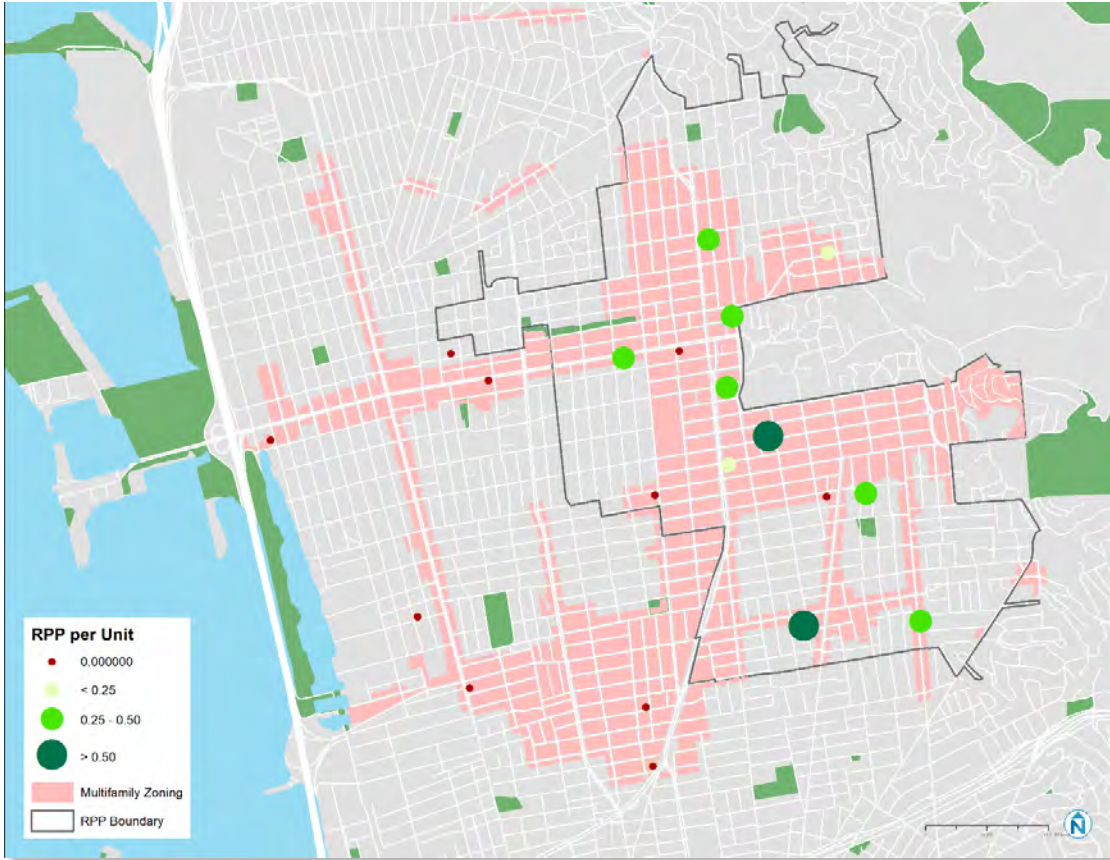 RPP per Unit
0.000000
< 0.25
0.25 - 0.50
> 0.50
Multifamily Zoning
RPP Boundary
N